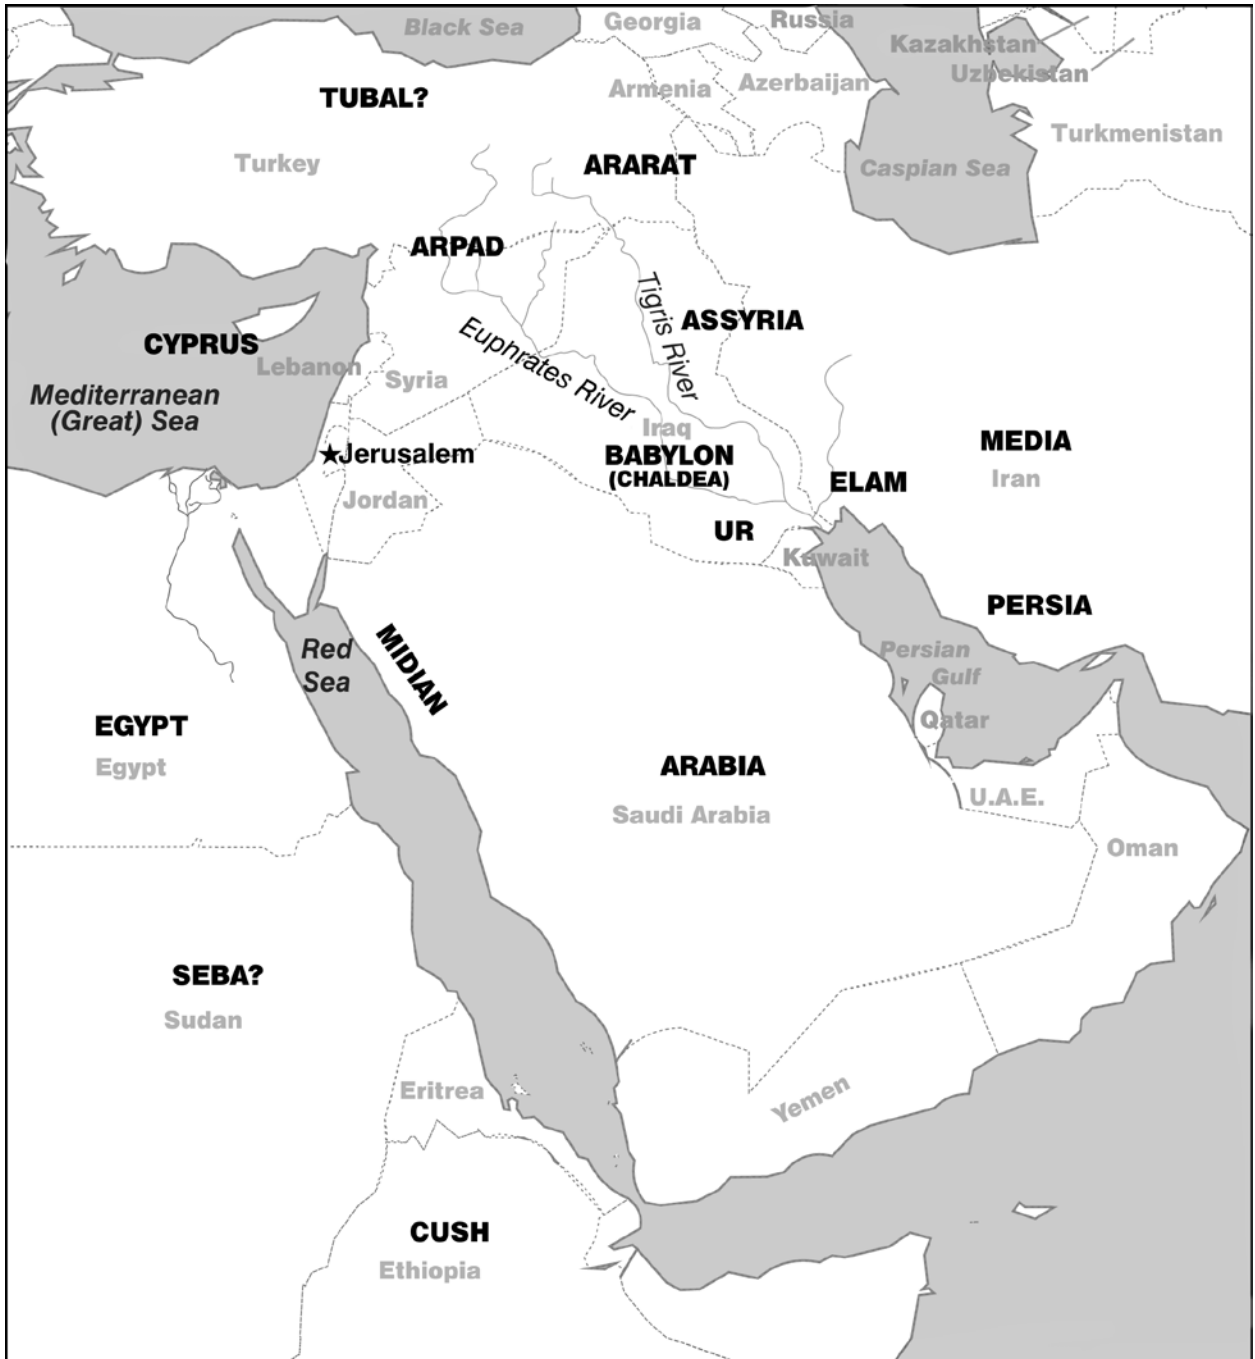 Black Sea
Georgia
Russia
Kazakhstan
Uzbekistan
Armenia
Azerbaijan
TUBAL?
Turkmenistan
Turkey
ARARAT
Caspian Sea
ARPAD
Tigris River
ASSYRIA
CYPRUS
Euphrates River
Lebanon
Syria
Mediterranean
(Great) Sea
Iraq
MEDIA
Jerusalem
BABYLON
(CHALDEA)
ELAM
Iran
Jordan
UR
Kuwait
PERSIA
Red
Sea
MIDIAN
Persian
Gulf
Qatar
EGYPT
Egypt
ARABIA
U.A.E.
Saudi Arabia
Oman
SEBA?
Sudan
Eritrea
Yemen
CUSH
Ethiopia